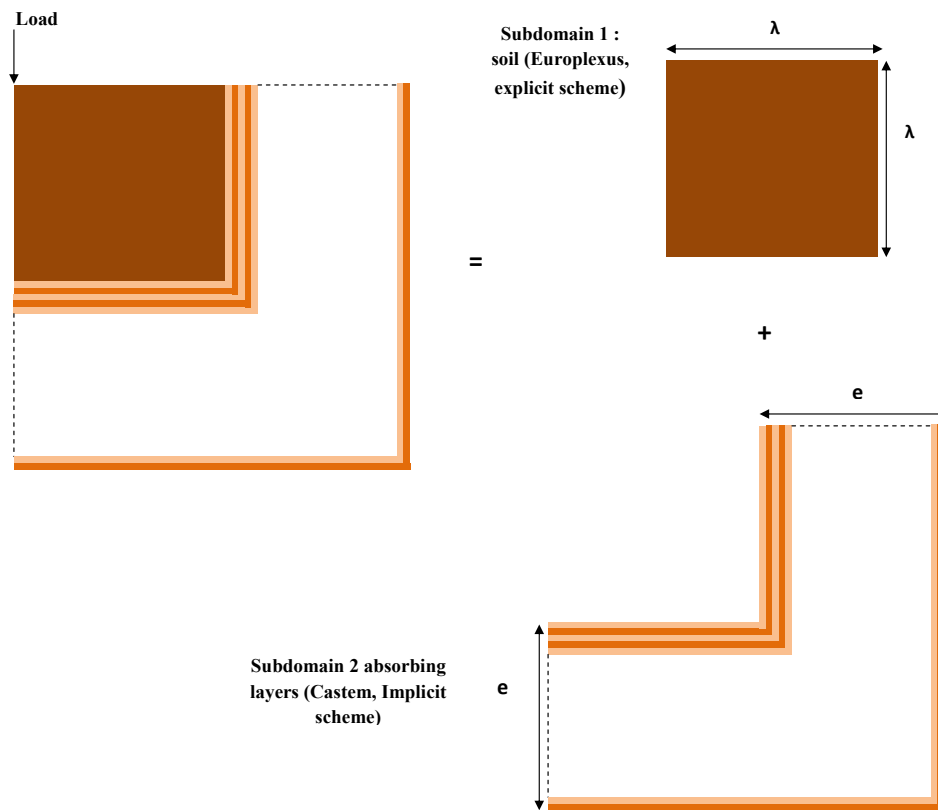 Load
Subdomain 1 :
soil (Europlexus,
explicit scheme)
λ
λ
=
+
e
Subdomain 2 absorbing
layers (Castem, Implicit
scheme)
e